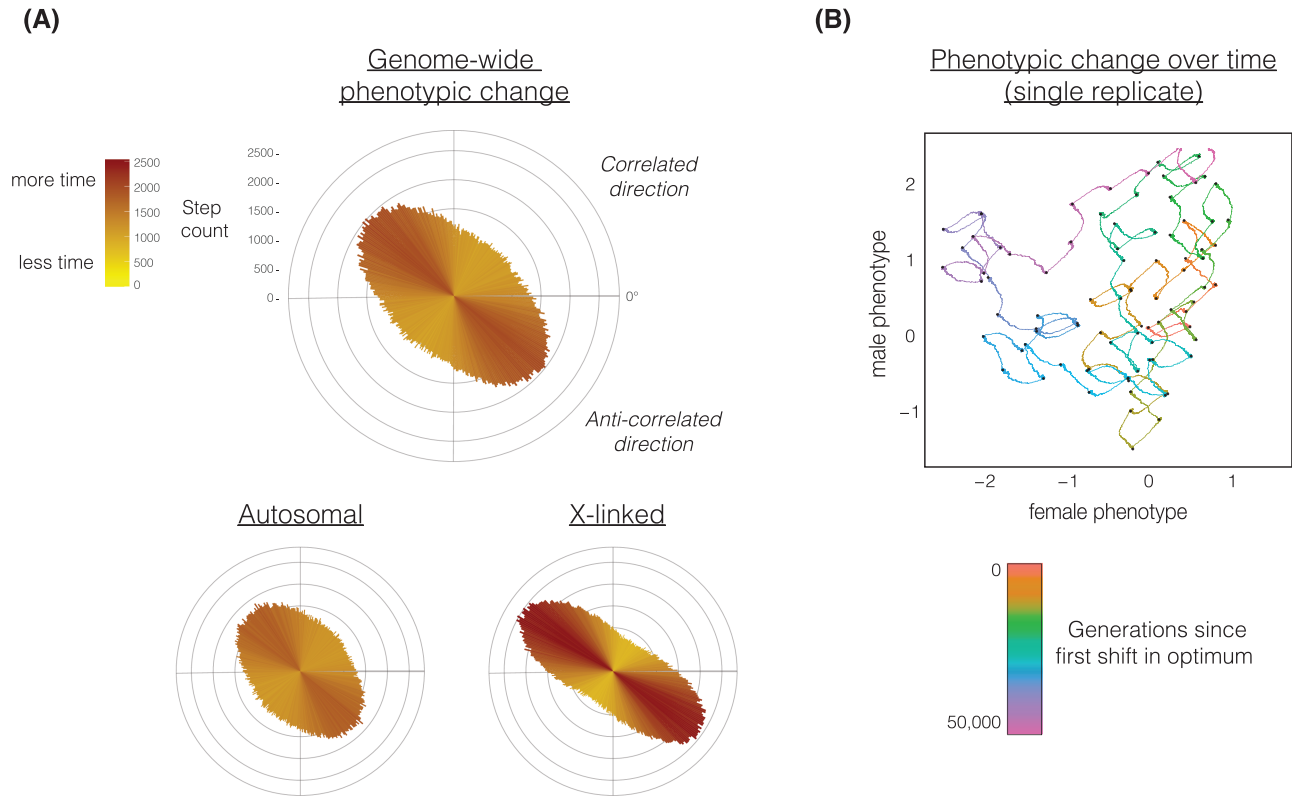 (A)
Genome-wide
phenotypic change
more time
less time
2500
2000
1500
1000
500
0
Step
count
2500 -
2000 -
1500 -
1000 -
500 -
0 -
Correlated
direction
0º
Anti-correlated
direction
Autosomal
X-linked
(B)
Phenotypic change over time
(single replicate)
male phenotype
2
1
0
−1
−2
−1
0
1
female phenotype
0
50,000
Generations since
first shift in optimum